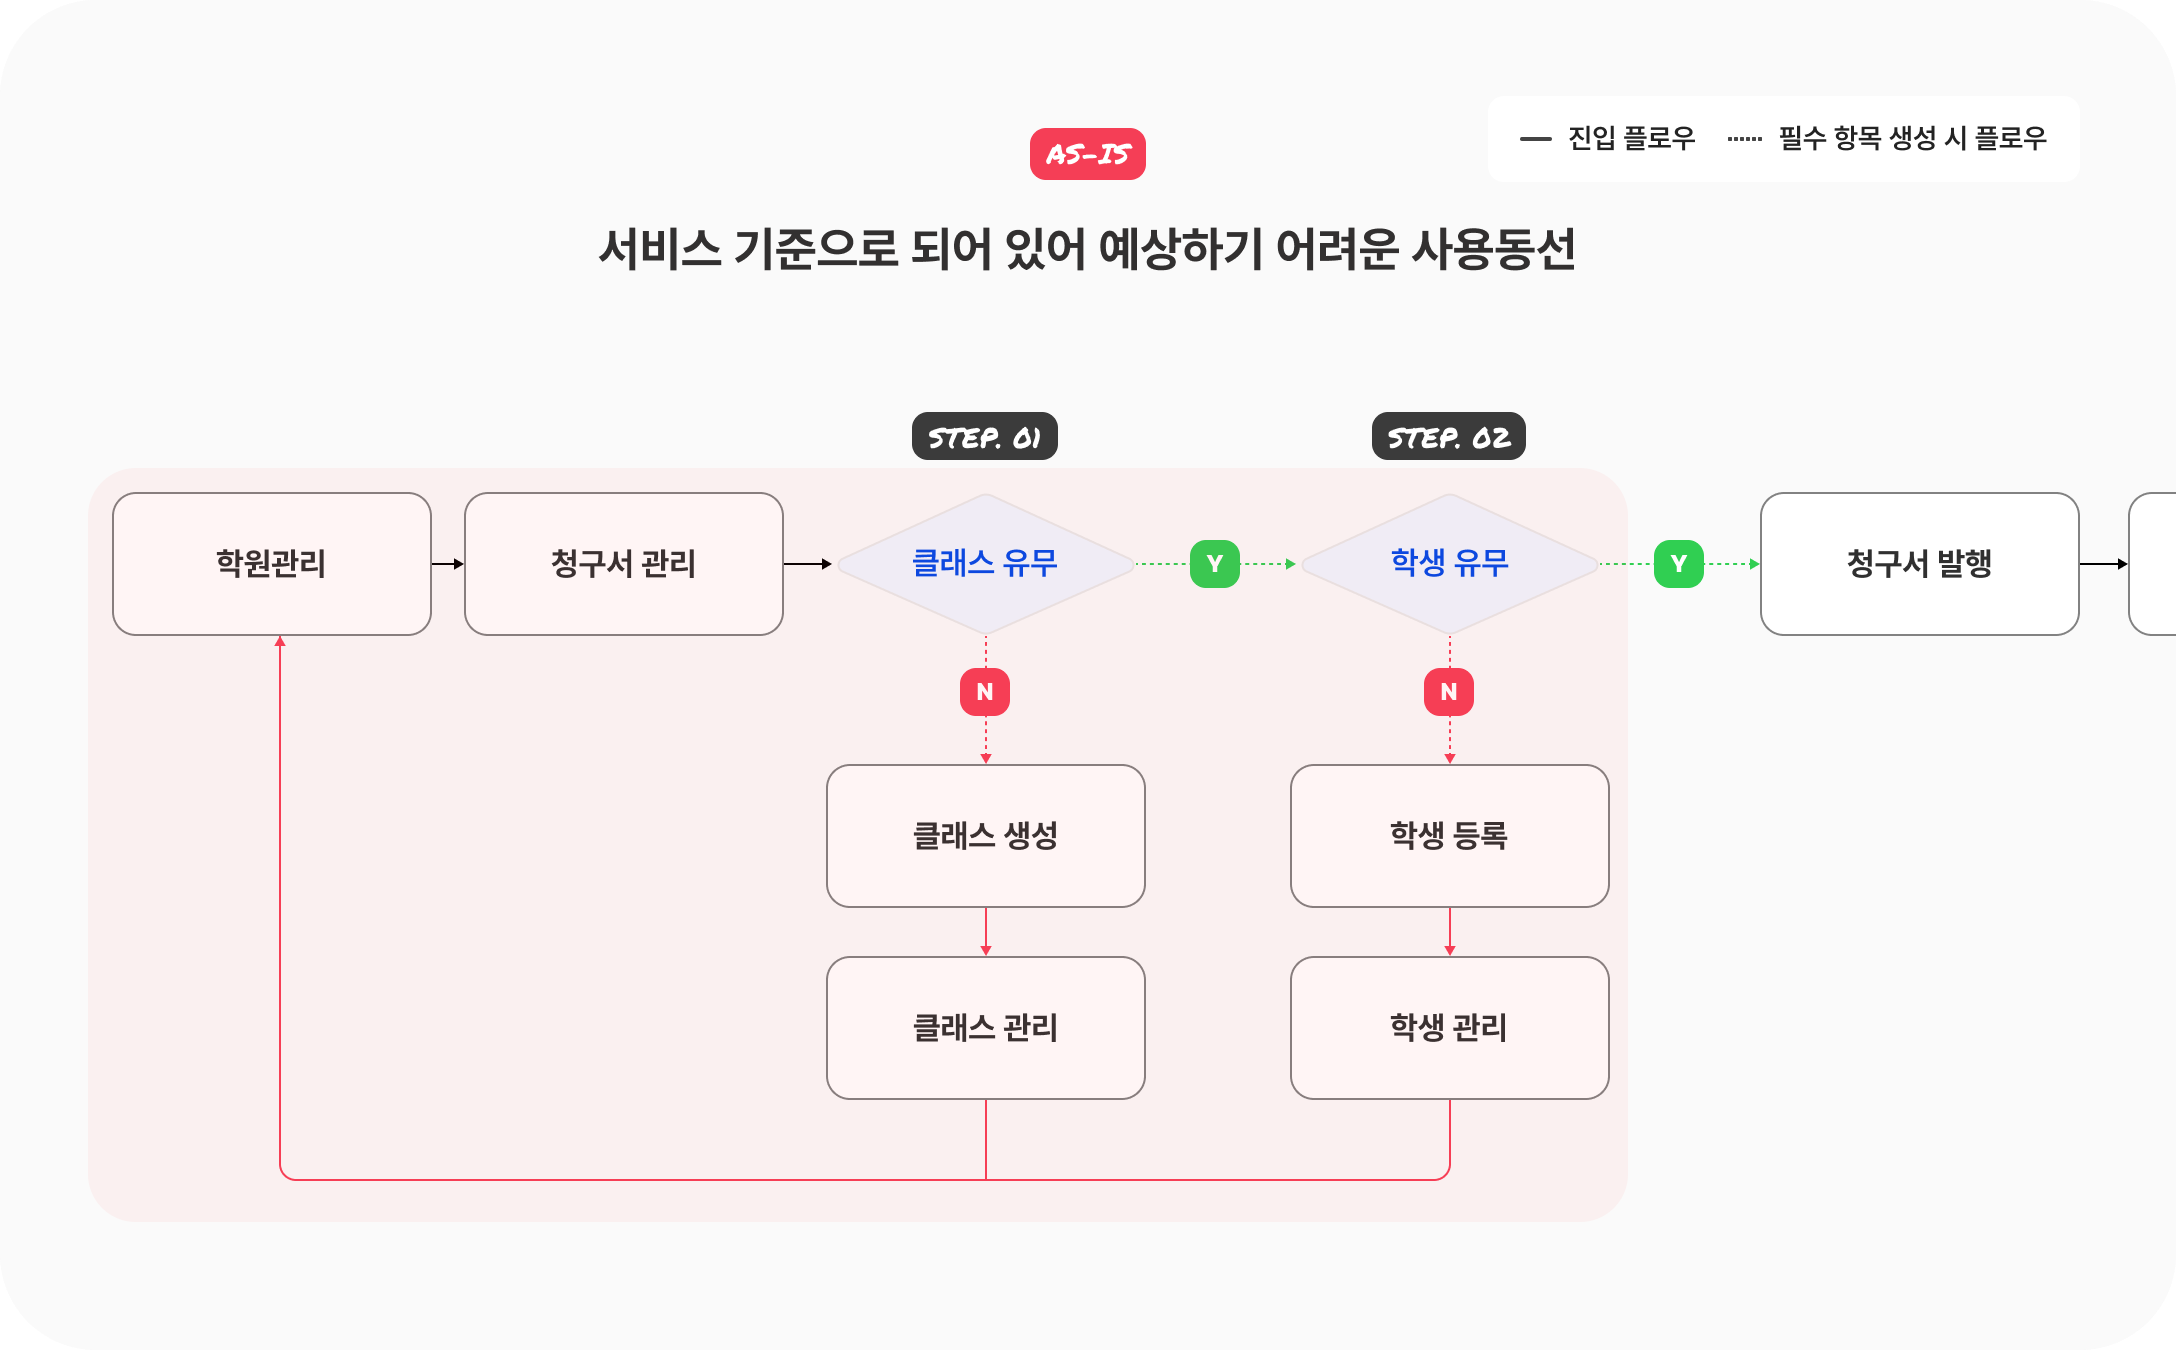 진입 플로우
필수 항목 생성 시 플로우
AS-IS
서비스 기준으로 되어 있어 예상하기 어려운 사용동선
STEP. 01
STEP. 02
학원관리
청구서 관리
클래스 유무
Y
학생 유무
Y
청구서 발행
N
N
클래스 생성
학생 등록
클래스 관리
학생 관리